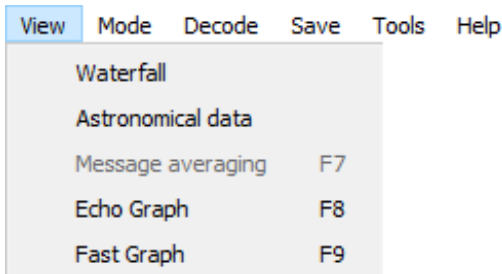 View Mode Decode Save Tools Help
Waterfall
Astronomical data
Message averaging F7
Echo Graph F8
Fast Graph F9